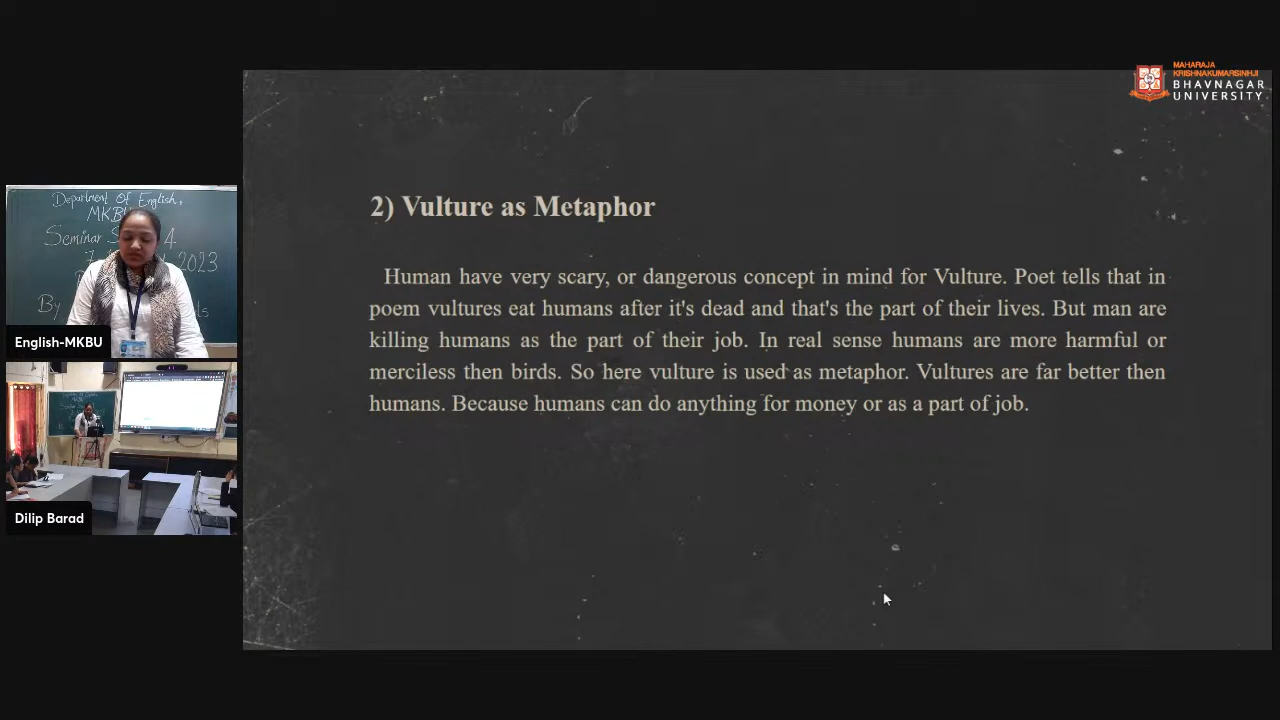 MAHARAJA
KRISHNAKUMARSINHJI
BHAVNAGAR
UNIVERSITY
2) Vulture as Metaphor
Human have very scary, or dangerous concept in mind for Vulture. Poet tells that in
poem vultures eat humans after it's dead and that's the part of their lives. But man are
killing humans as the part of their job. In real sense humans are more harmful or
merciless then birds. So here vulture is used as metaphor. Vultures are far better then
humans. Because humans can do anything for money or as a part of job.
Department Of English,
MKBU
Seminar
4
2023
By
English-MKBU
Dilip Barad